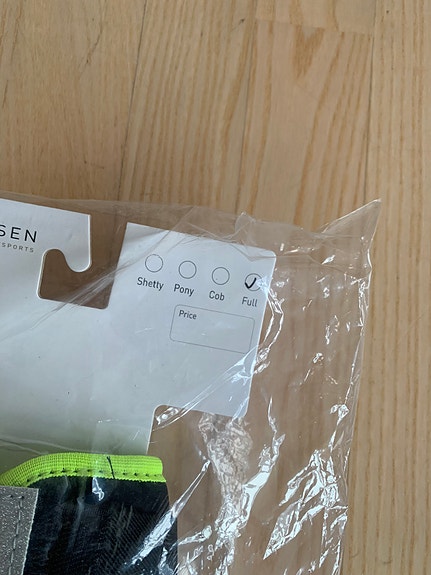 SEN
SPORTS
Shetty Pony Cob Full
Price